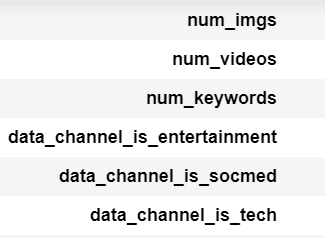 num_imgs
num_videos
num_keywords
data_channel_is_entertainment
data_channel_is_socmed
data_channel_is_tech